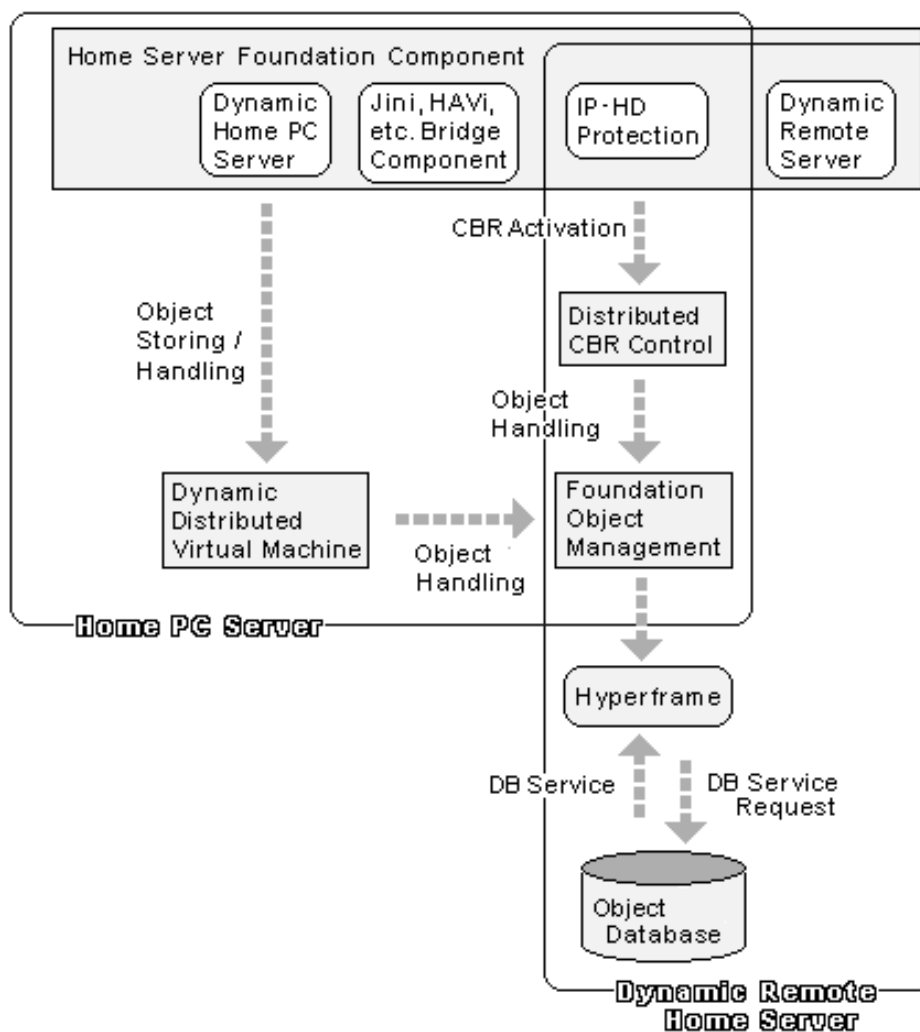 Home Server Foundation Component
Dynamic
Home PC
Server
Jini, HAVi,
etc. Bridge
Component
IP-HD
Protection
Dynamic
Remote
Server
CBR Activation
Object
Storing /
Handling
Distributed
CBR Control
Object
Handling
Dynamic
Distributed
Virtual Machine
Object
Handling
Foundation
Object
Management
Home PC Server
Hyperframe
DB Service
DB Service
Request
Object
Database
Dynamic Remote
Home Server